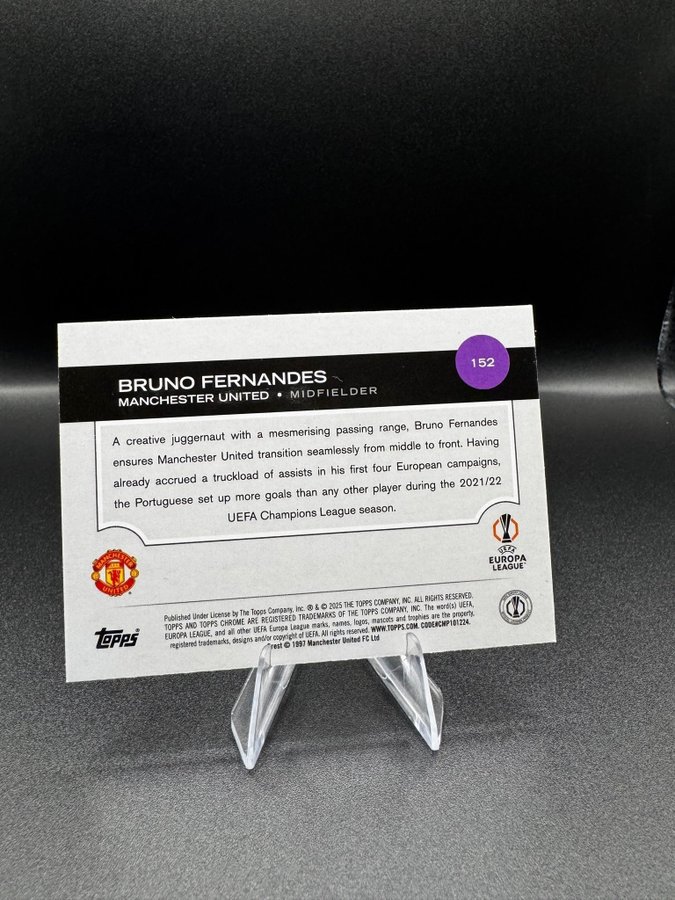 152
BRUNO FERNANDES
MANCHESTER UNITED • MIDFIELDER
A creative juggernaut with a mesmerising passing range, Bruno Fernandes
ensures Manchester United transition seamlessly from middle to front. Having
already accrued a truckload of assists in his first four European campaigns,
the Portuguese set up more goals than any other player during the 2021/22
UEFA Champions League season.
MANCHESTER
UNITED
UEFA
EUROPA
LEAGUE
Topps
Published Under License by The Topps Company, Inc. ® & © 2025 THE TOPPS COMPANY, INC. ALL RIGHTS RESERVED.
TOPPS AND TOPPS CHROME ARE REGISTERED TRADEMARKS OF THE TOPPS COMPANY, INC. The word(s) UEFA,
EUROPA LEAGUE, and all other UEFA Europa League marks, names, logos, mascots and trophies are the property,
registered trademarks, designs and/or copyright of UEFA. All rights reserved. WWW.TOPPS.COM. CODE#CMP101224.
Crest © 1997 Manchester United FC Ltd